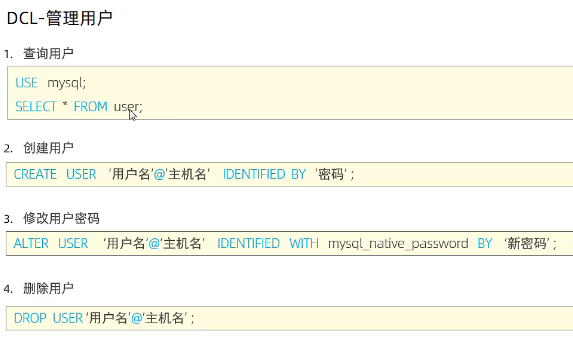 DCL-管理用户
1. 查询用户
USE mysql;
SELECT * FROM user;
2. 创建用户
CREATE USER '用户名'@'主机名' IDENTIFIED BY '密码' ;
3. 修改用户密码
ALTER USER '用户名'@'主机名' IDENTIFIED WITH mysql_native_password BY '新密码' ;
4. 删除用户
DROP USER '用户名'@'主机名' ;